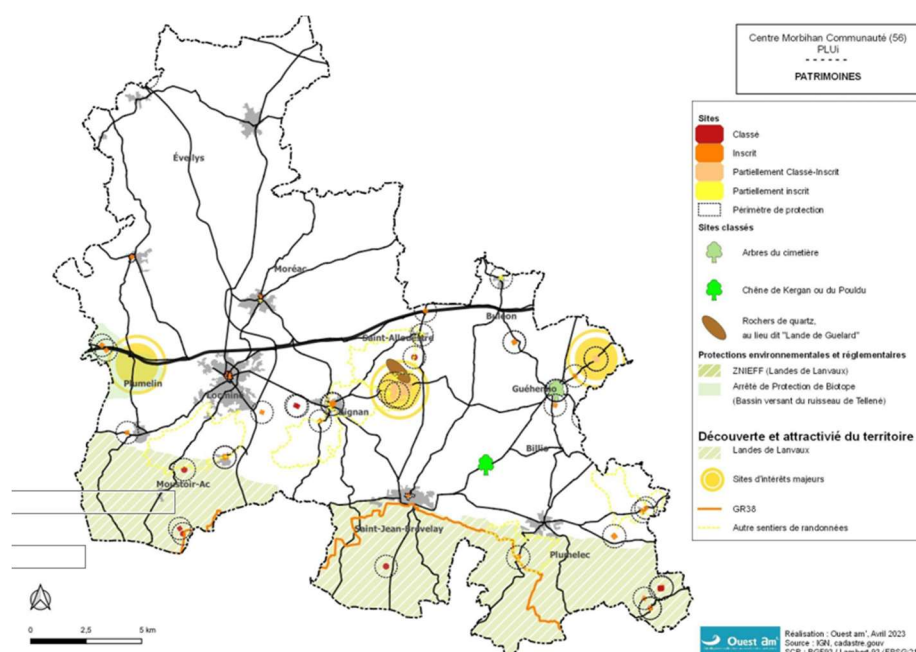 Centre Morbihan Communauté (56)
PLUi
PATRIMOINES
Sites
Classé
Inscrit
Partiellement Classé-Inscrit
Partiellement inscrit
Périmètre de protection
Sites classés
Arbres du cimetière
Chêne de Kergan ou du Pouldu
Rochers de quartz,
au lieu dit "Lande de Guelard"
Protections environnementales et réglementaires
ZNIEFF (Landes de Lanvaux)
Arrêté de Protection de Biotope
(Bassin versant du ruisseau de Tellené)
Découverte et attractivié du territoire
Landes de Lanvaux
Sites d'intérêts majeurs
GR38
Autre sentiers de randonnées
Évellys
Moréac
Buléon
Saint-Allouestre
Plumelin
Locminé
Guéhenno
Bignan
Billio
Moustoir-Ac
Saint-Jean-Brévelay
Plumelec
0 2,5 5 km
Ouest am'
Réalisation : Ouest am', Avril 2023
Source : IGN, cadastre.gouv